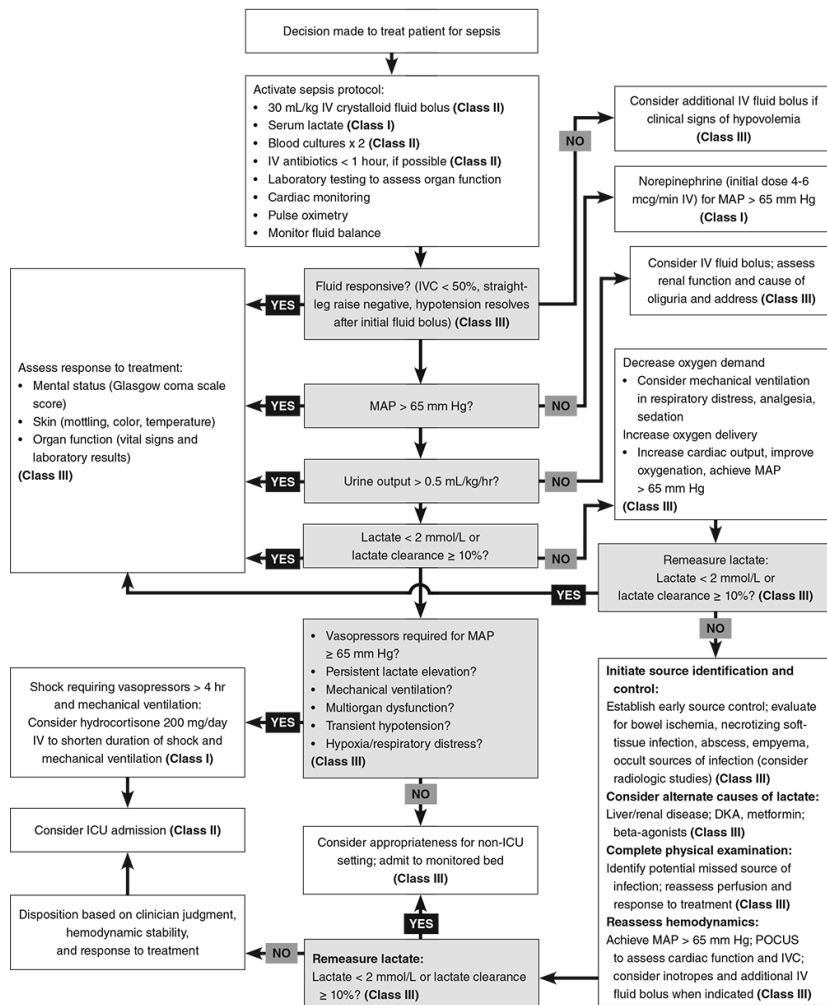 Decision made to treat patient for sepsis
Activate sepsis protocol:
• 30 mL/kg IV crystalloid fluid bolus (Class II)
• Serum lactate (Class I)
• Blood cultures x 2 (Class II)
• IV antibiotics < 1 hour, if possible (Class II)
• Laboratory testing to assess organ function
• Cardiac monitoring
• Pulse oximetry
• Monitor fluid balance
NO
Consider additional IV fluid bolus if
clinical signs of hypovolemia
(Class III)
Norepinephrine (initial dose 4-6
mcg/min IV) for MAP > 65 mm Hg
(Class I)
Consider IV fluid bolus; assess
renal function and cause of
oliguria and address (Class III)
YES
Fluid responsive? (IVC < 50%, straight-
leg raise negative, hypotension resolves
after initial fluid bolus) (Class III)
Assess response to treatment:
• Mental status (Glasgow coma scale
score)
• Skin (mottling, color, temperature)
• Organ function (vital signs and
laboratory results)
(Class III)
YES
MAP > 65 mm Hg?
NO
YES
Urine output > 0.5 mL/kg/hr?
NO
YES
Lactate < 2 mmol/L or
lactate clearance ≥ 10%?
NO
Decrease oxygen demand
• Consider mechanical ventilation
in respiratory distress, analgesia,
sedation
Increase oxygen delivery
• Increase cardiac output, improve
oxygenation, achieve MAP
> 65 mm Hg
(Class III)
YES
Remeasure lactate:
Lactate < 2 mmol/L or
lactate clearance ≥ 10%? (Class III)
NO
• Vasopressors required for MAP
≥ 65 mm Hg?
• Persistent lactate elevation?
• Mechanical ventilation?
• Multiorgan dysfunction?
• Transient hypotension?
• Hypoxia/respiratory distress?
(Class III)
YES
Shock requiring vasopressors > 4 hr
and mechanical ventilation:
Consider hydrocortisone 200 mg/day
IV to shorten duration of shock and
mechanical ventilation (Class I)
NO
Consider ICU admission (Class II)
Consider appropriateness for non-ICU
setting; admit to monitored bed
(Class III)
Initiate source identification and
control:
Establish early source control; evaluate
for bowel ischemia, necrotizing soft-
tissue infection, abscess, empyema,
occult sources of infection (consider
radiologic studies) (Class III)
Consider alternate causes of lactate:
Liver/renal disease; DKA, metformin;
beta-agonists (Class III)
Complete physical examination:
Identify potential missed source of
infection; reassess perfusion and
response to treatment (Class III)
Reassess hemodynamics:
Achieve MAP > 65 mm Hg; POCUS
to assess cardiac function and IVC;
consider inotropes and additional IV
fluid bolus when indicated (Class III)
YES
Disposition based on clinician judgment,
hemodynamic stability,
and response to treatment
NO
Remeasure lactate:
Lactate < 2 mmol/L or lactate clearance
≥ 10%? (Class III)